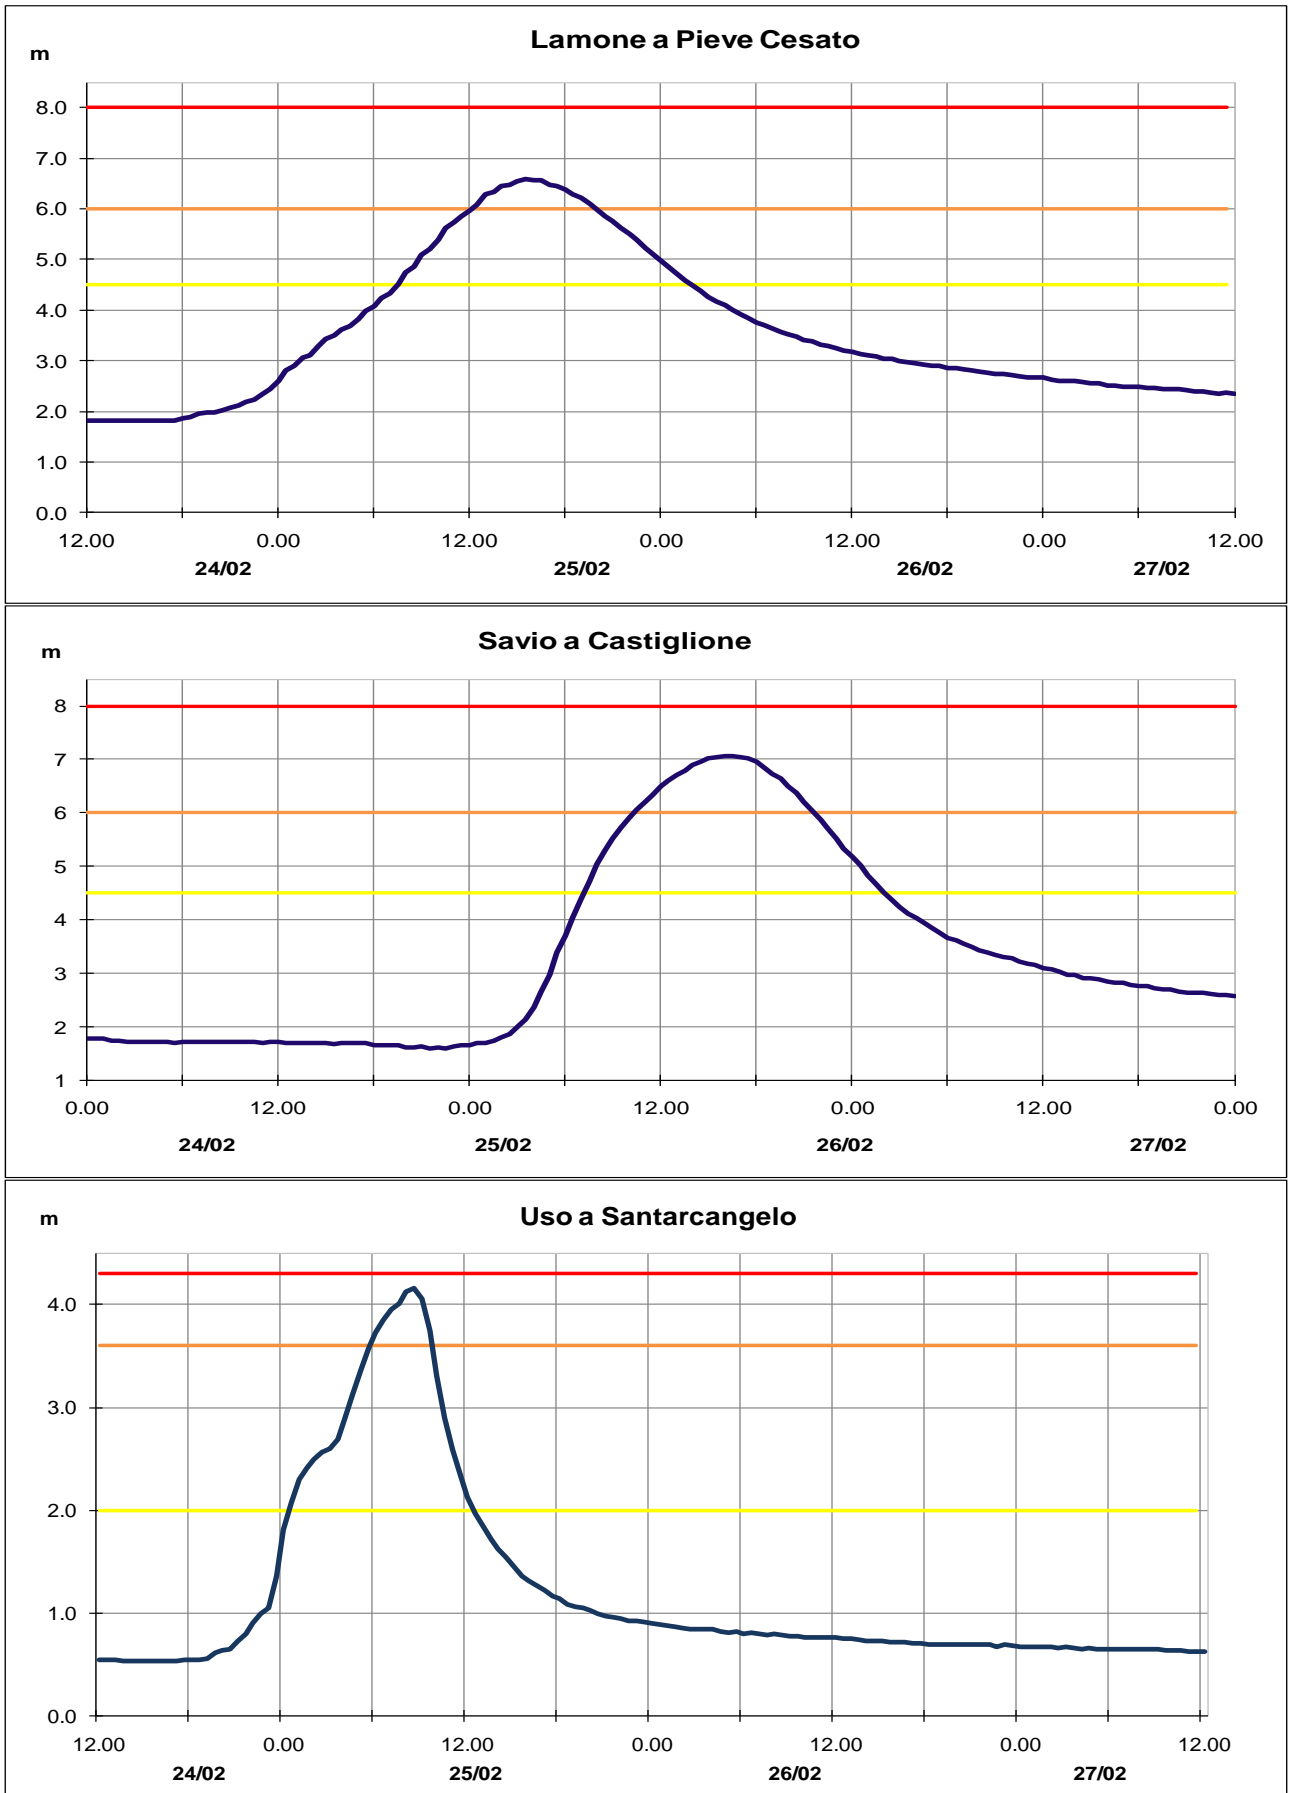 Lamone a Pieve Cesato
m
8.0
7.0
6.0
5.0
4.0
3.0
2.0
1.0
0.0
12.00 0.00 12.00 0.00 12.00 0.00 12.00
24/02 25/02 26/02 27/02
Savio a Castiglione
m
8
7
6
5
4
3
2
1
0.00 12.00 0.00 12.00 0.00 12.00 0.00
24/02 25/02 26/02 27/02
Uso a Santarcangelo
m
4.0
3.0
2.0
1.0
0.0
12.00 0.00 12.00 0.00 12.00 0.00 12.00
24/02 25/02 26/02 27/02